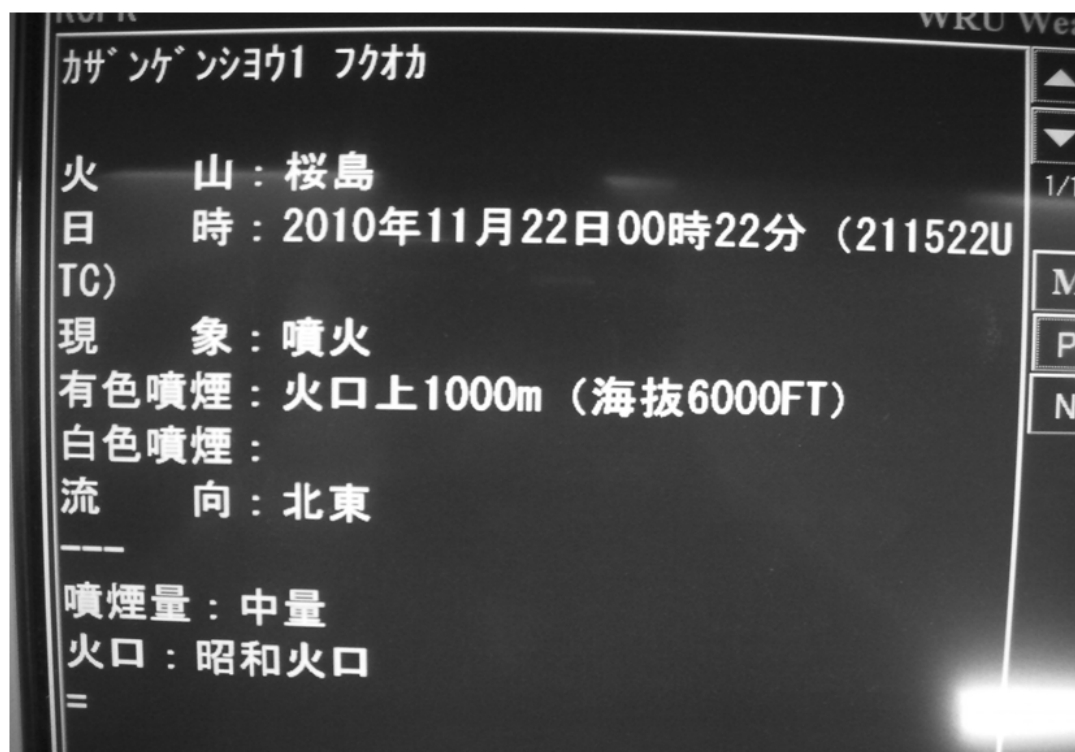 WRU Wea
カザンゲンシヨウ1 フクオカ
火　　山：桜島
日　　時：2010年11月22日00時22分（211522U
TC)
現　　象：噴火
有色噴煙：火口上1000m（海抜6000FT）
白色噴煙：
流　　向：北東
---
噴煙量：中量
火口：昭和火口
=
1/1
M
P
N